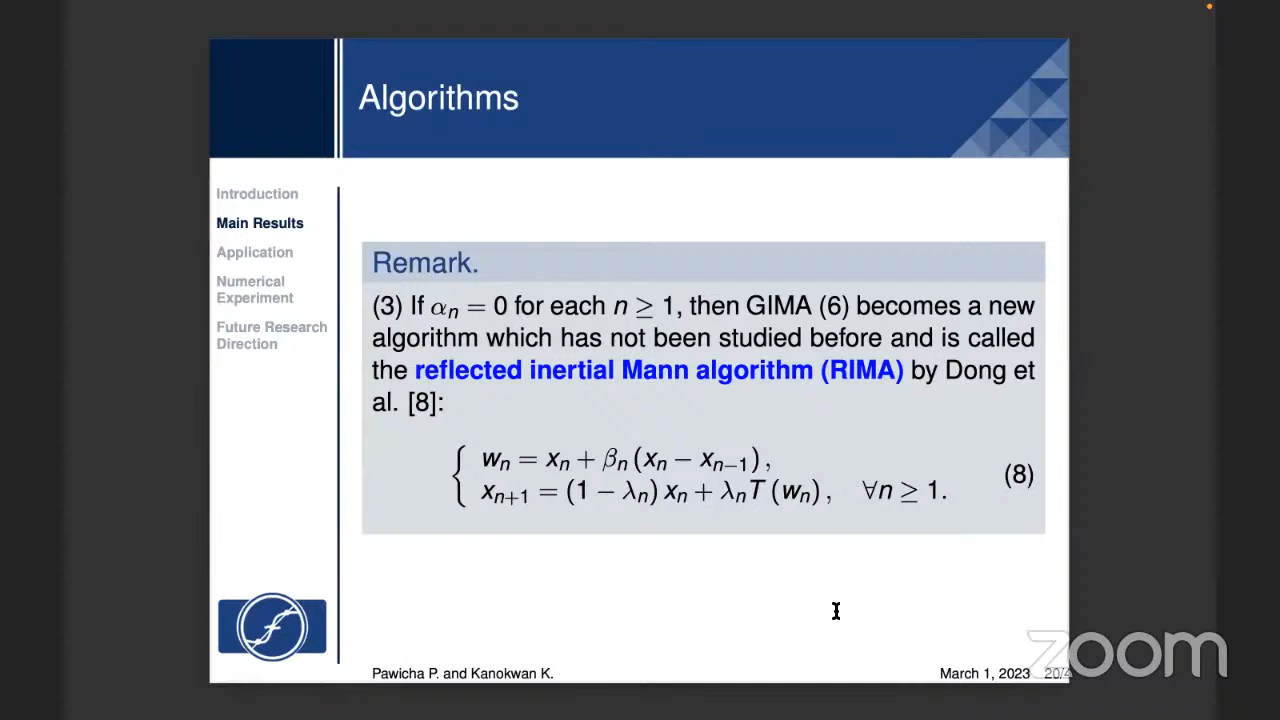 Algorithms
Introduction
Main Results
Application
Numerical
Experiment
Future Research
Direction
Remark.
(3) If αₙ = 0 for each n ≥ 1, then GIMA (6) becomes a new
algorithm which has not been studied before and is called
the reflected inertial Mann algorithm (RIMA) by Dong et
al. [8]:
wₙ = xₙ + βₙ (xₙ − xₙ₋₁) ,
xₙ₊₁ = (1 − λₙ) xₙ + λₙT (wₙ) , ∀n ≥ 1.
(8)
Pawicha P. and Kanokwan K.
March 1, 2023 20/4
zoom